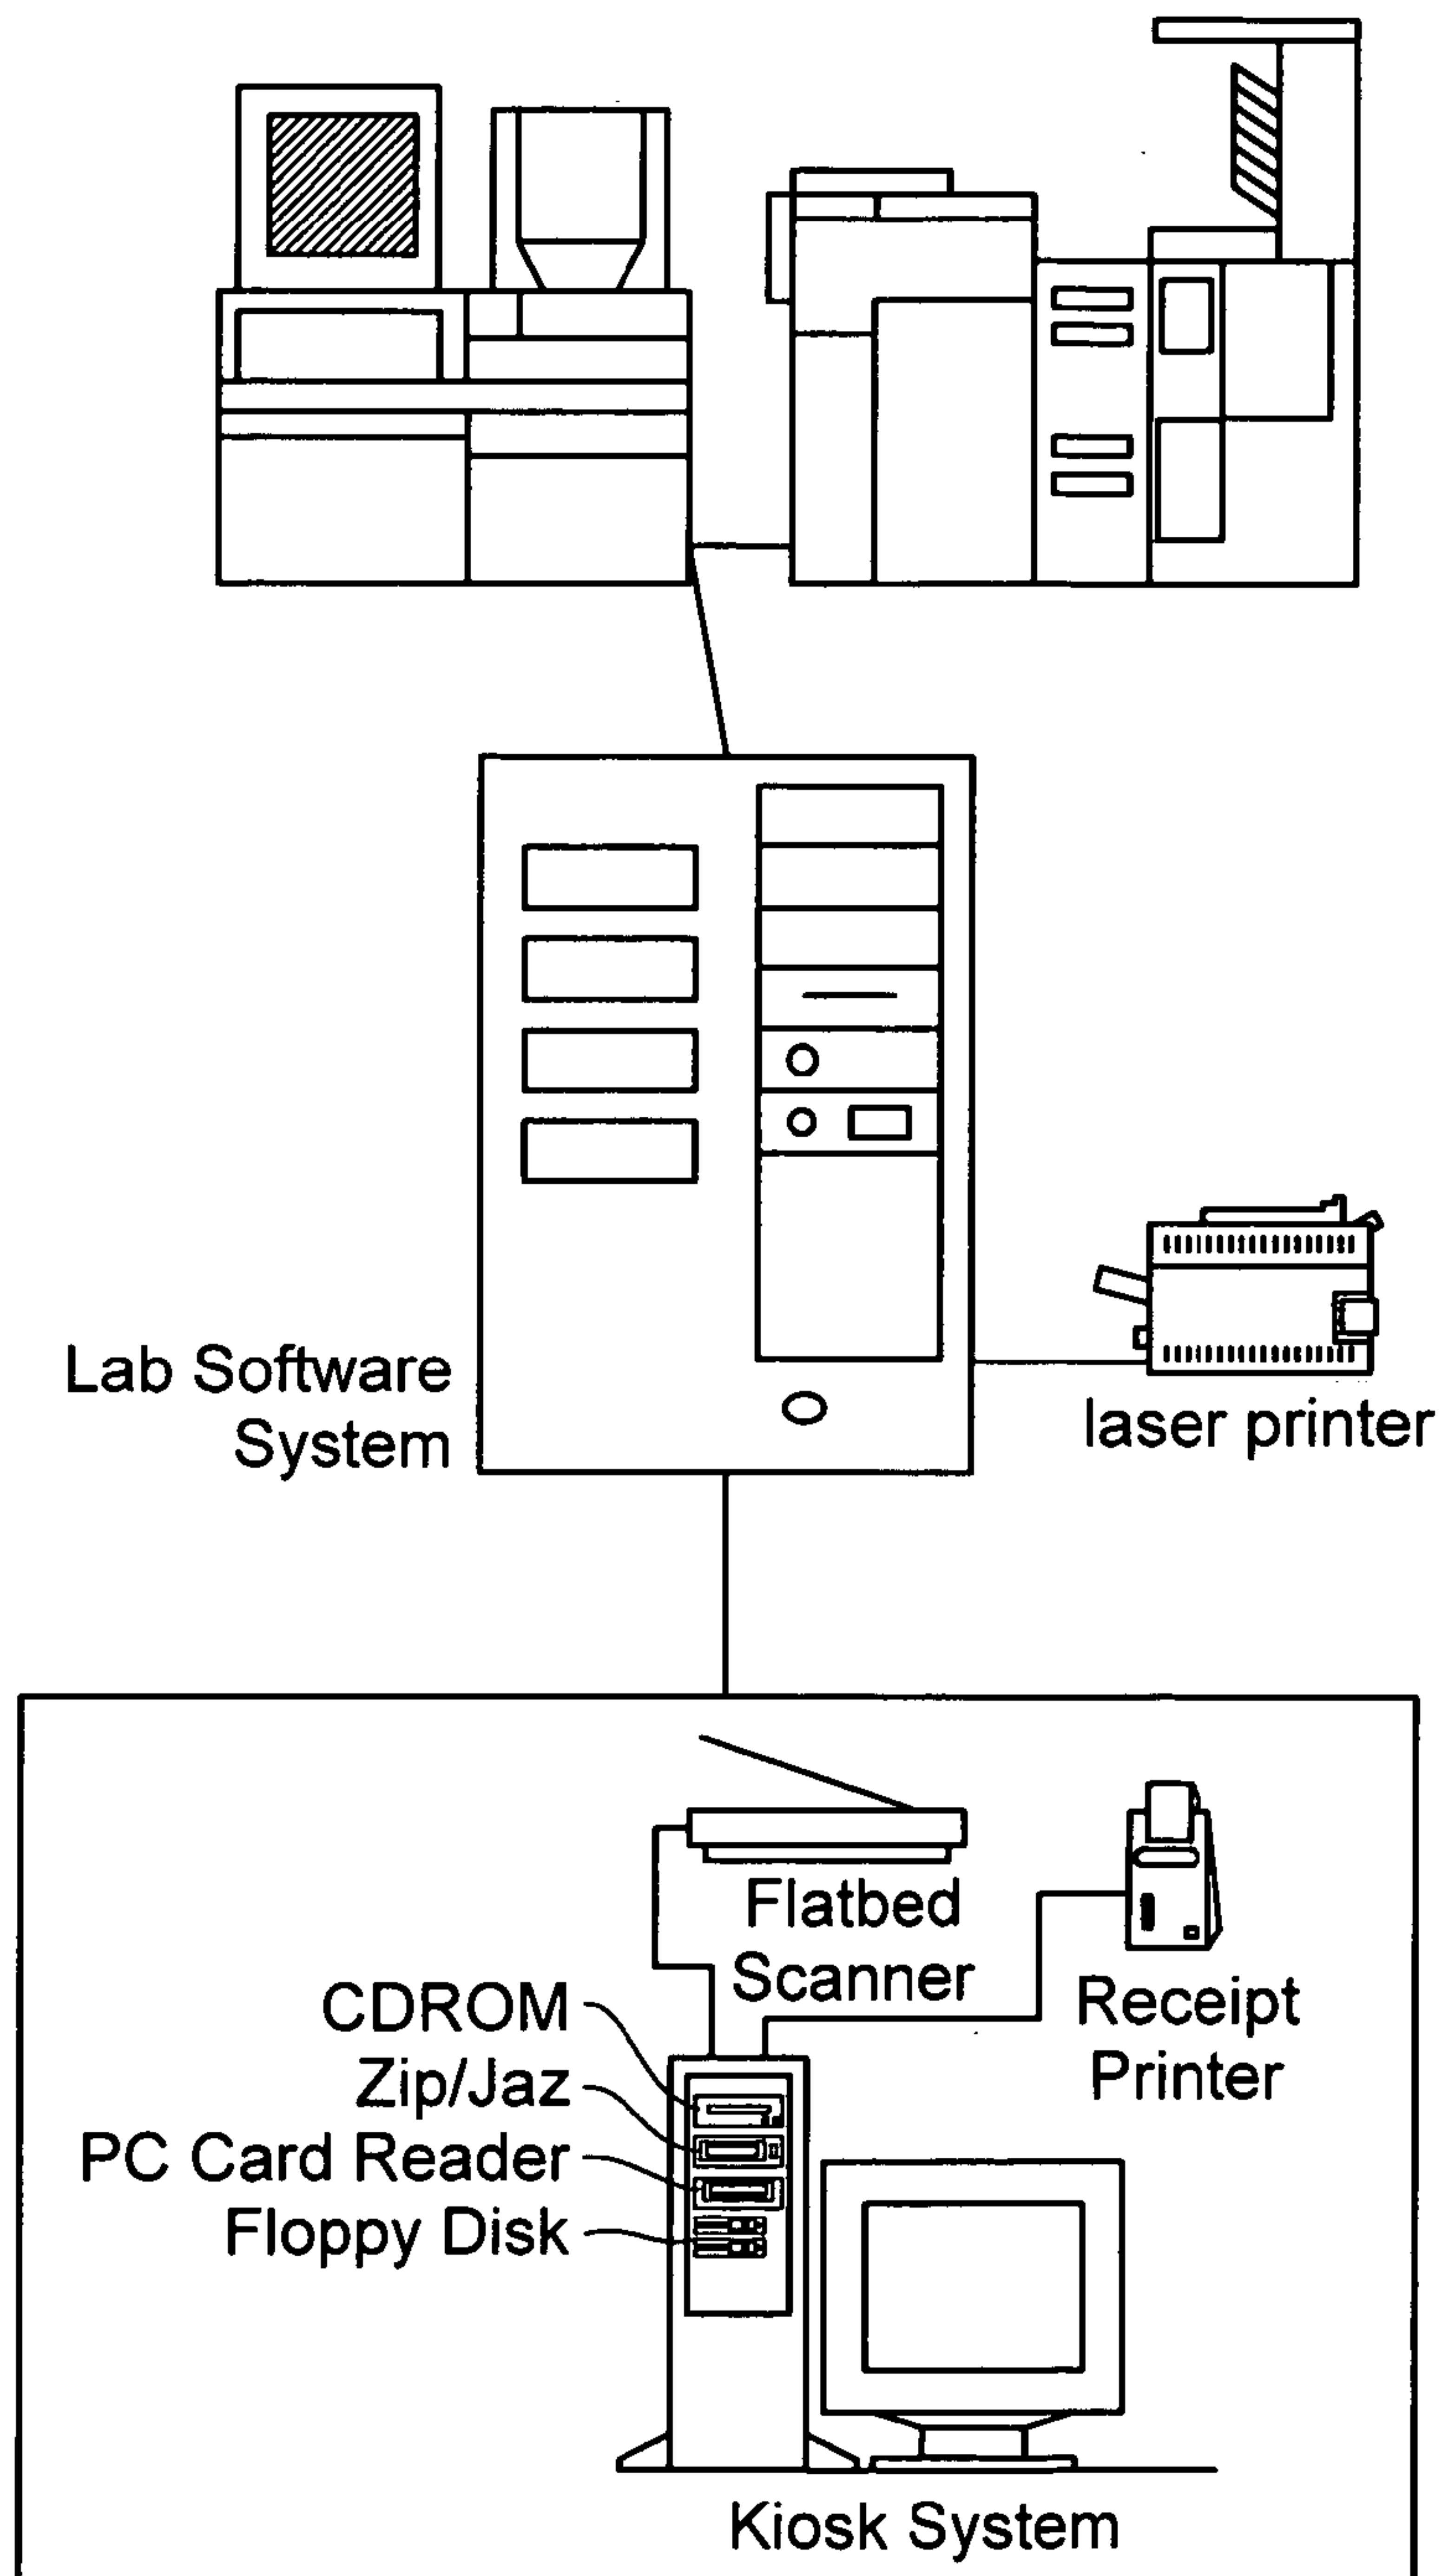 Lab Software
System
laser printer
Flatbed
Scanner
Receipt
Printer
CDROM
Zip/Jaz
PC Card Reader
Floppy Disk
Kiosk System